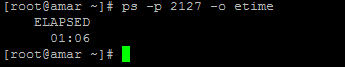 [root@amar ~]# ps -p 2127 -o etime
ELAPSED
01:06
[root@amar ~]#